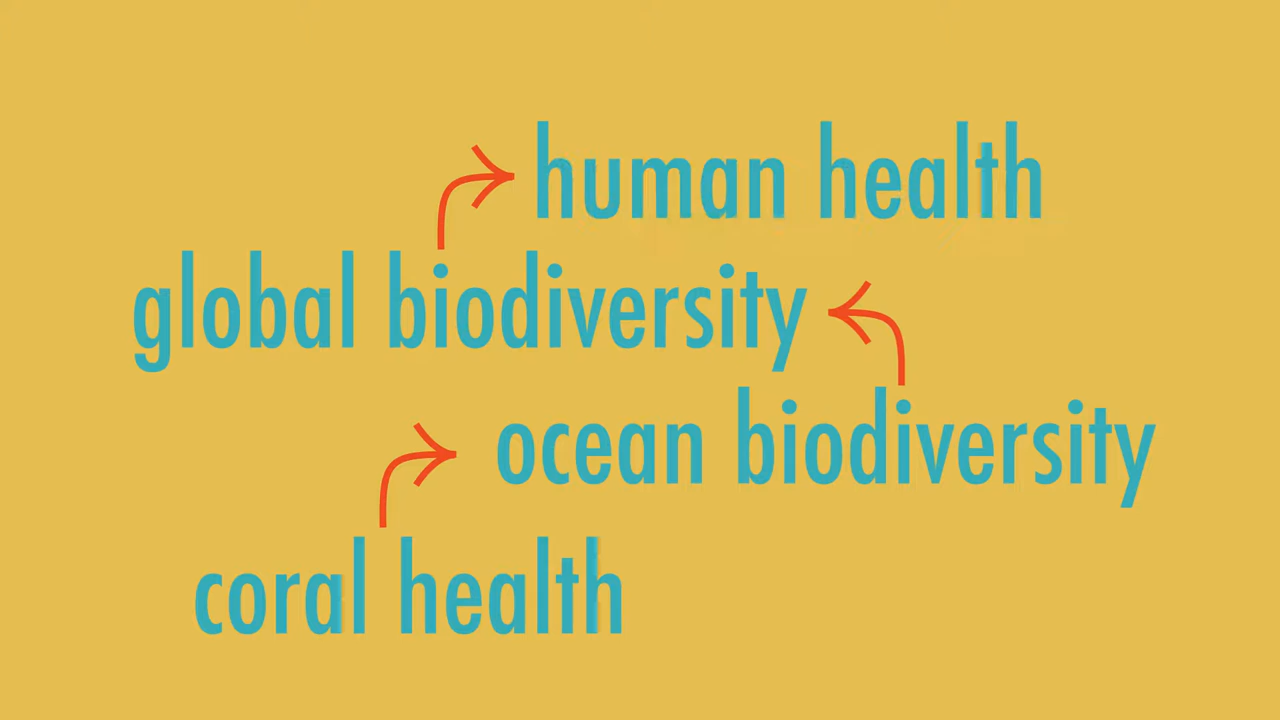 human health
global biodiversity
ocean biodiversity
coral health